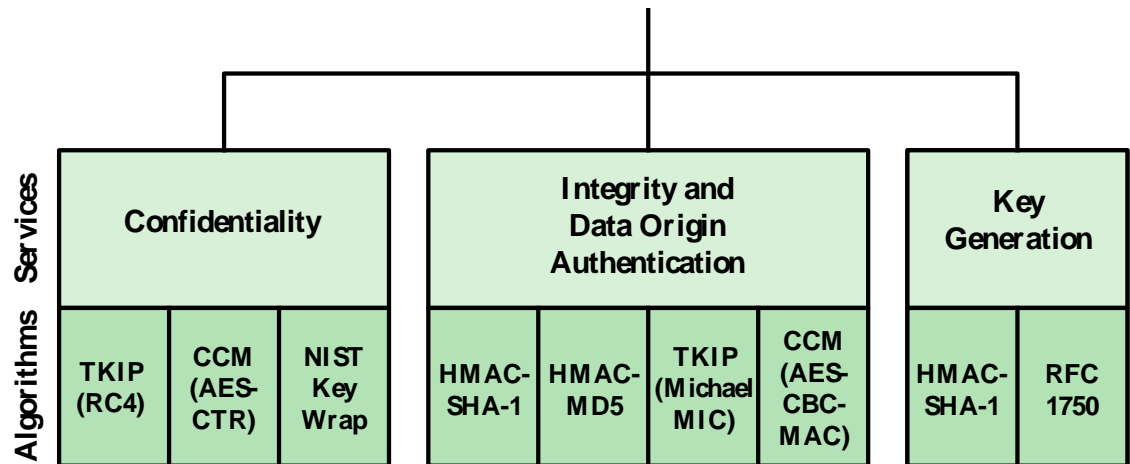 Services
Confidentiality
Integrity and
Data Origin
Authentication
Key
Generation
Algorithms
TKIP
(RC4)
CCM
(AES-
CTR)
NIST
Key
Wrap
HMAC-
SHA-1
HMAC-
MD5
TKIP
(Michael
MIC)
CCM
(AES-
CBC-
MAC)
HMAC-
SHA-1
RFC
1750